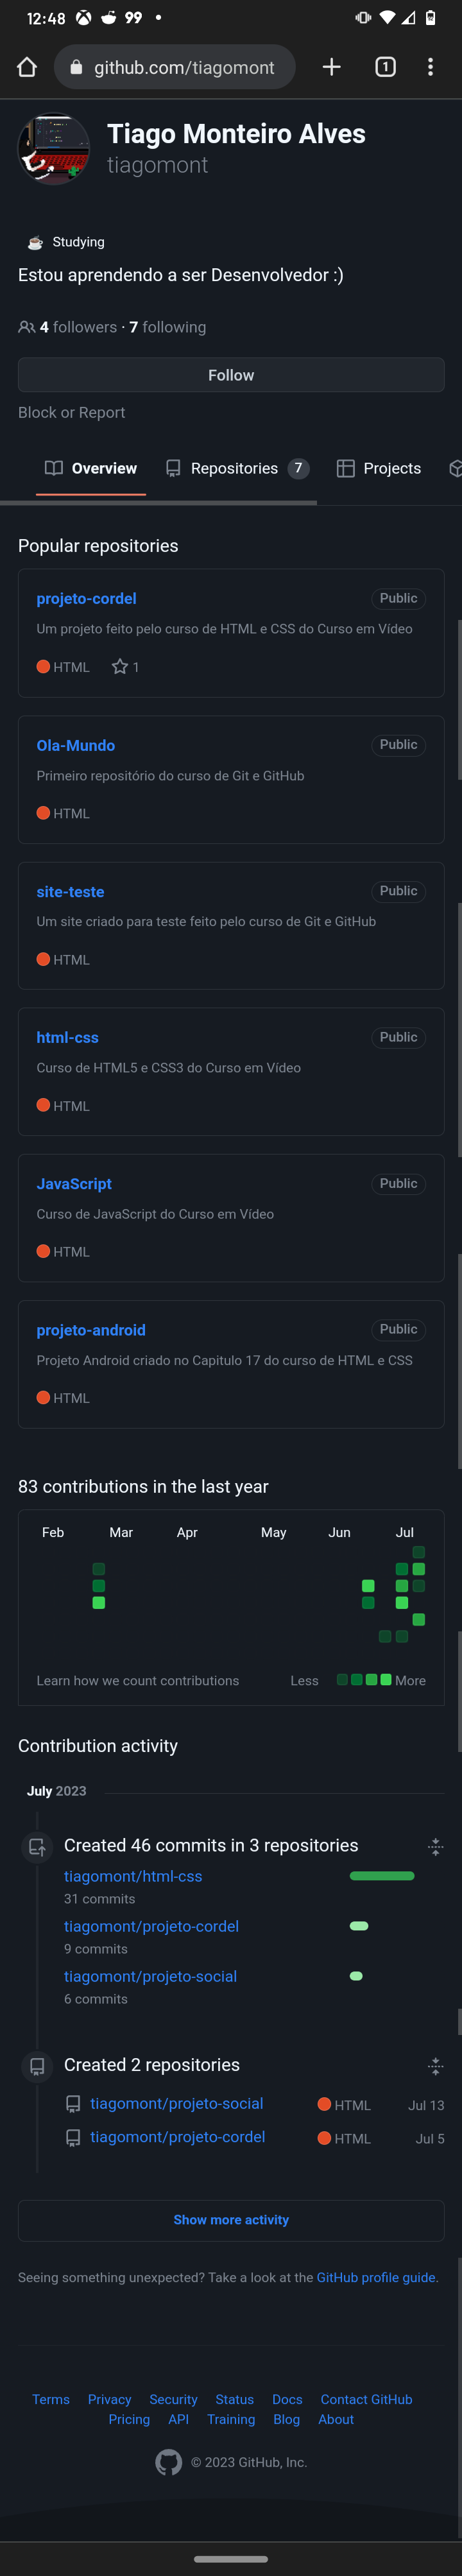 12:48 99
github.com/tiagomont 1
Tiago Monteiro Alves
tiagomont
Studying
Estou aprendendo a ser Desenvolvedor :)
4 followers · 7 following
Follow
Block or Report
Overview Repositories 7 Projects
Popular repositories
projeto-cordel Public
Um projeto feito pelo curso de HTML e CSS do Curso em Vídeo
HTML 1
Ola-Mundo Public
Primeiro repositório do curso de Git e GitHub
HTML
site-teste Public
Um site criado para teste feito pelo curso de Git e GitHub
HTML
html-css Public
Curso de HTML5 e CSS3 do Curso em Vídeo
HTML
JavaScript Public
Curso de JavaScript do Curso em Vídeo
HTML
projeto-android Public
Projeto Android criado no Capitulo 17 do curso de HTML e CSS
HTML
83 contributions in the last year
Feb Mar Apr May Jun Jul
Learn how we count contributions Less More
Contribution activity
July 2023
Created 46 commits in 3 repositories
tiagomont/html-css
31 commits
tiagomont/projeto-cordel
9 commits
tiagomont/projeto-social
6 commits
Created 2 repositories
tiagomont/projeto-social HTML Jul 13
tiagomont/projeto-cordel HTML Jul 5
Show more activity
Seeing something unexpected? Take a look at the GitHub profile guide.
Terms Privacy Security Status Docs Contact GitHub
Pricing API Training Blog About
© 2023 GitHub, Inc.